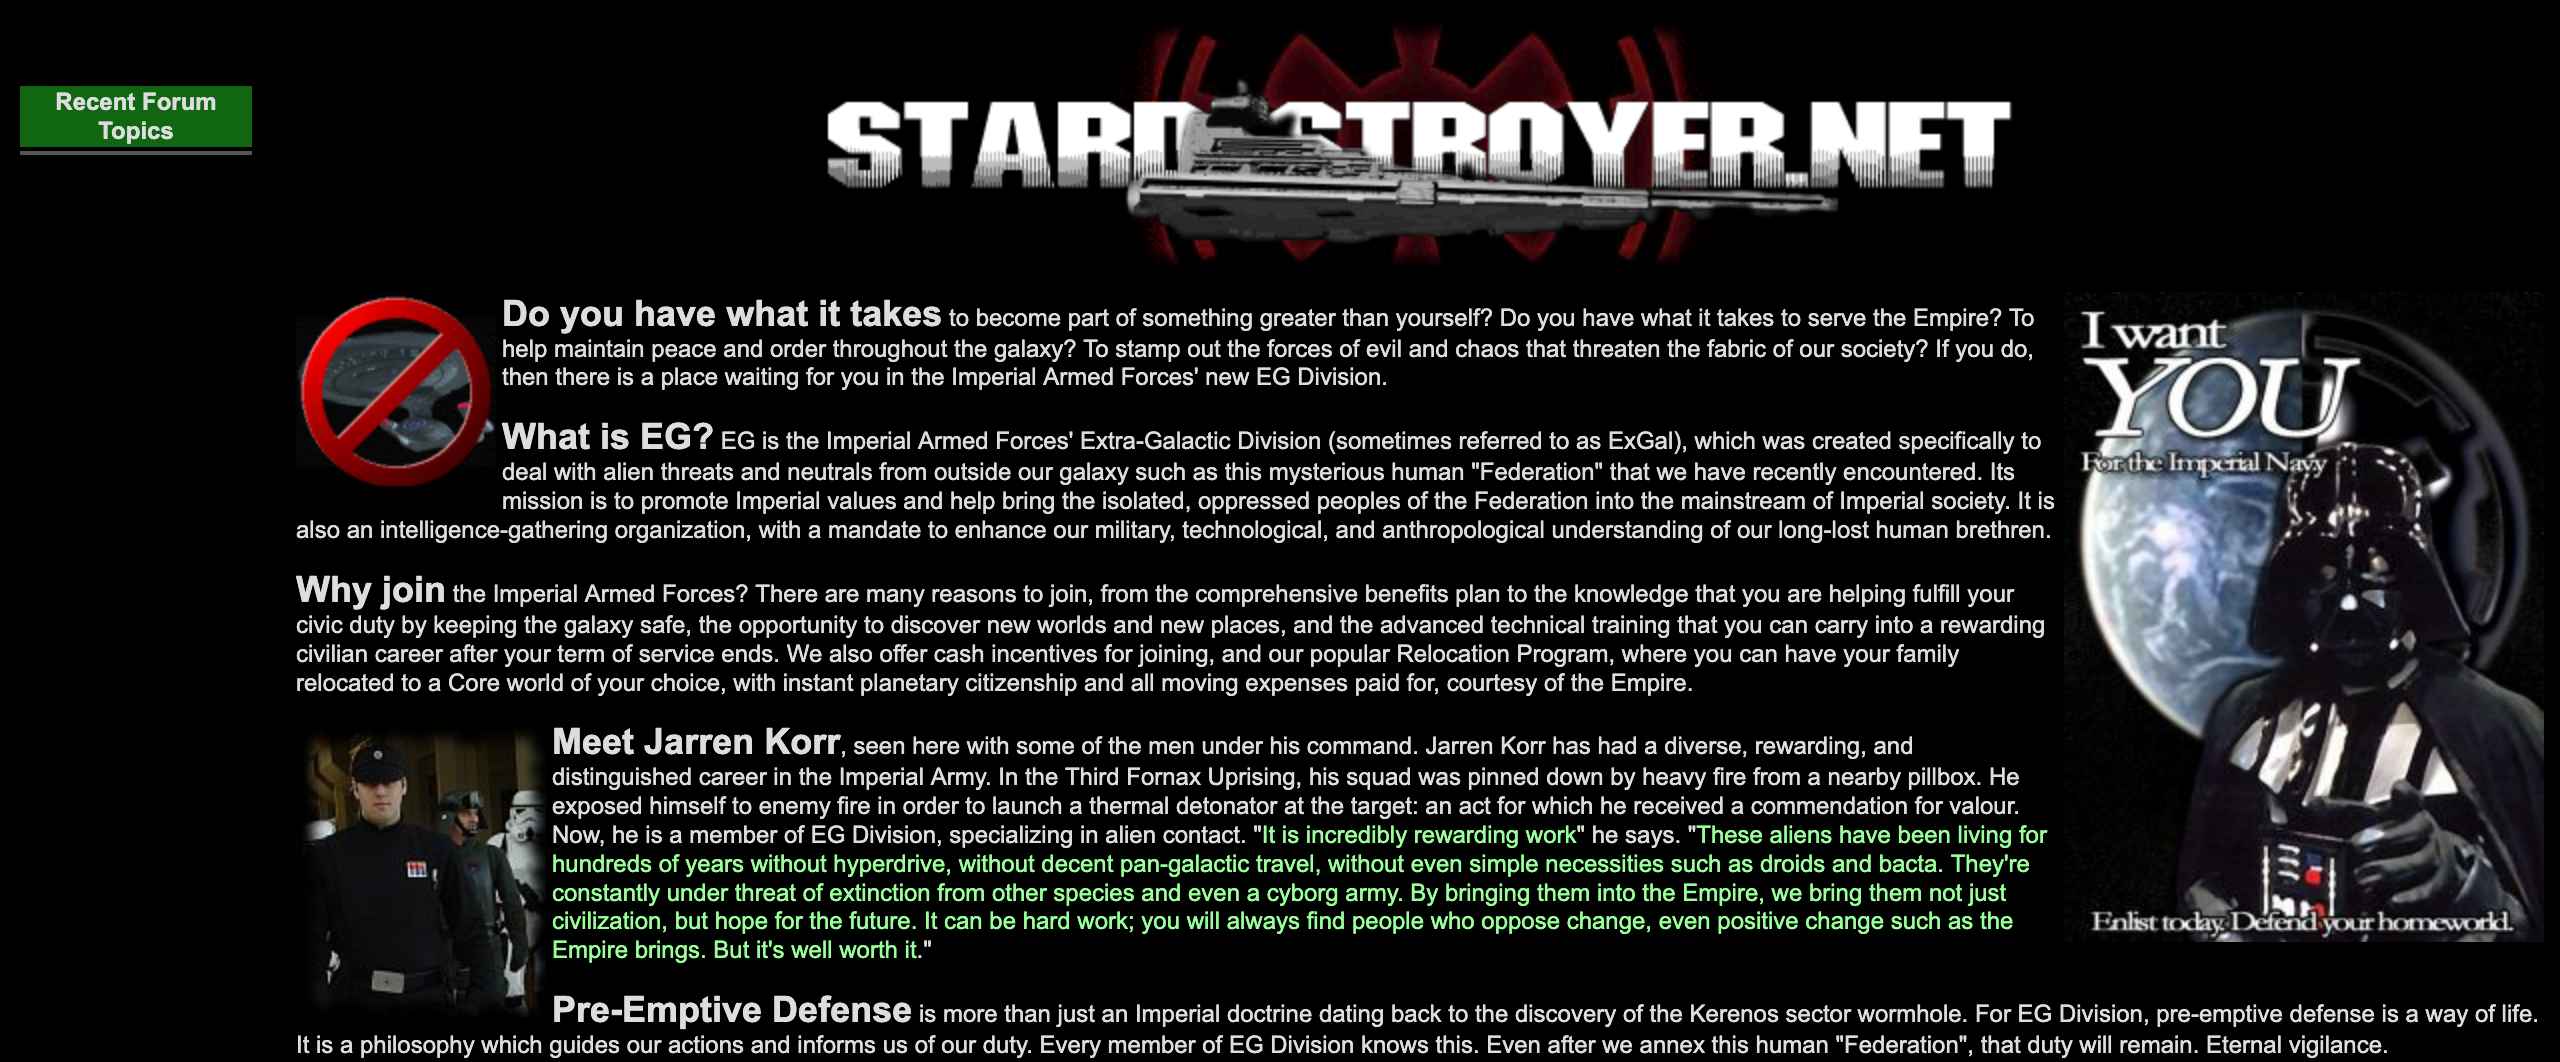 Recent Forum
Topics
STARDESTROYER.NET
Do you have what it takes to become part of something greater than yourself? Do you have what it takes to serve the Empire? To
help maintain peace and order throughout the galaxy? To stamp out the forces of evil and chaos that threaten the fabric of our society? If you do,
then there is a place waiting for you in the Imperial Armed Forces' new EG Division.
What is EG? EG is the Imperial Armed Forces' Extra-Galactic Division (sometimes referred to as ExGal), which was created specifically to
deal with alien threats and neutrals from outside our galaxy such as this mysterious human "Federation" that we have recently encountered. Its
mission is to promote Imperial values and help bring the isolated, oppressed peoples of the Federation into the mainstream of Imperial society. It is
also an intelligence-gathering organization, with a mandate to enhance our military, technological, and anthropological understanding of our long-lost human brethren.
Why join the Imperial Armed Forces? There are many reasons to join, from the comprehensive benefits plan to the knowledge that you are helping fulfill your
civic duty by keeping the galaxy safe, the opportunity to discover new worlds and new places, and the advanced technical training that you can carry into a rewarding
civilian career after your term of service ends. We also offer cash incentives for joining, and our popular Relocation Program, where you can have your family
relocated to a Core world of your choice, with instant planetary citizenship and all moving expenses paid for, courtesy of the Empire.
Meet Jarren Korr, seen here with some of the men under his command. Jarren Korr has had a diverse, rewarding, and
distinguished career in the Imperial Army. In the Third Fornax Uprising, his squad was pinned down by heavy fire from a nearby pillbox. He
exposed himself to enemy fire in order to launch a thermal detonator at the target: an act for which he received a commendation for valour.
Now, he is a member of EG Division, specializing in alien contact. "It is incredibly rewarding work" he says. "These aliens have been living for
hundreds of years without hyperdrive, without decent pan-galactic travel, without even simple necessities such as droids and bacta. They're
constantly under threat of extinction from other species and even a cyborg army. By bringing them into the Empire, we bring them not just
civilization, but hope for the future. It can be hard work; you will always find people who oppose change, even positive change such as the
Empire brings. But it's well worth it."
Pre-Emptive Defense is more than just an Imperial doctrine dating back to the discovery of the Kerenos sector wormhole. For EG Division, pre-emptive defense is a way of life.
It is a philosophy which guides our actions and informs us of our duty. Every member of EG Division knows this. Even after we annex this human "Federation", that duty will remain. Eternal vigilance.
I want
YOU
For the Imperial Navy
Enlist today. Defend your homeworld.